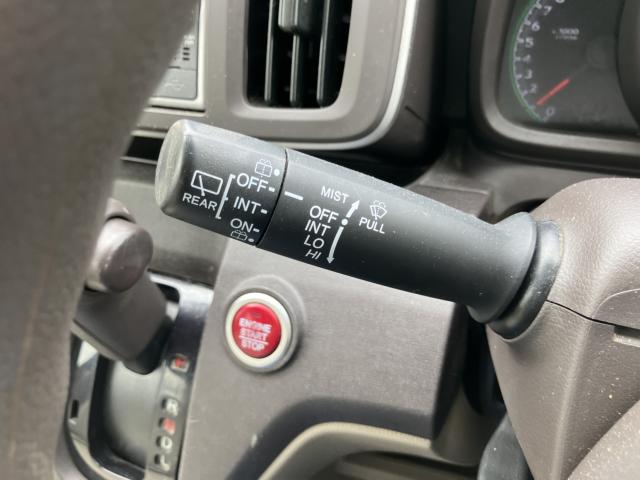 REAR
OFF
INT
ON
MIST
OFF
INT
LO
HI
PULL
ENGINE
START
STOP
R